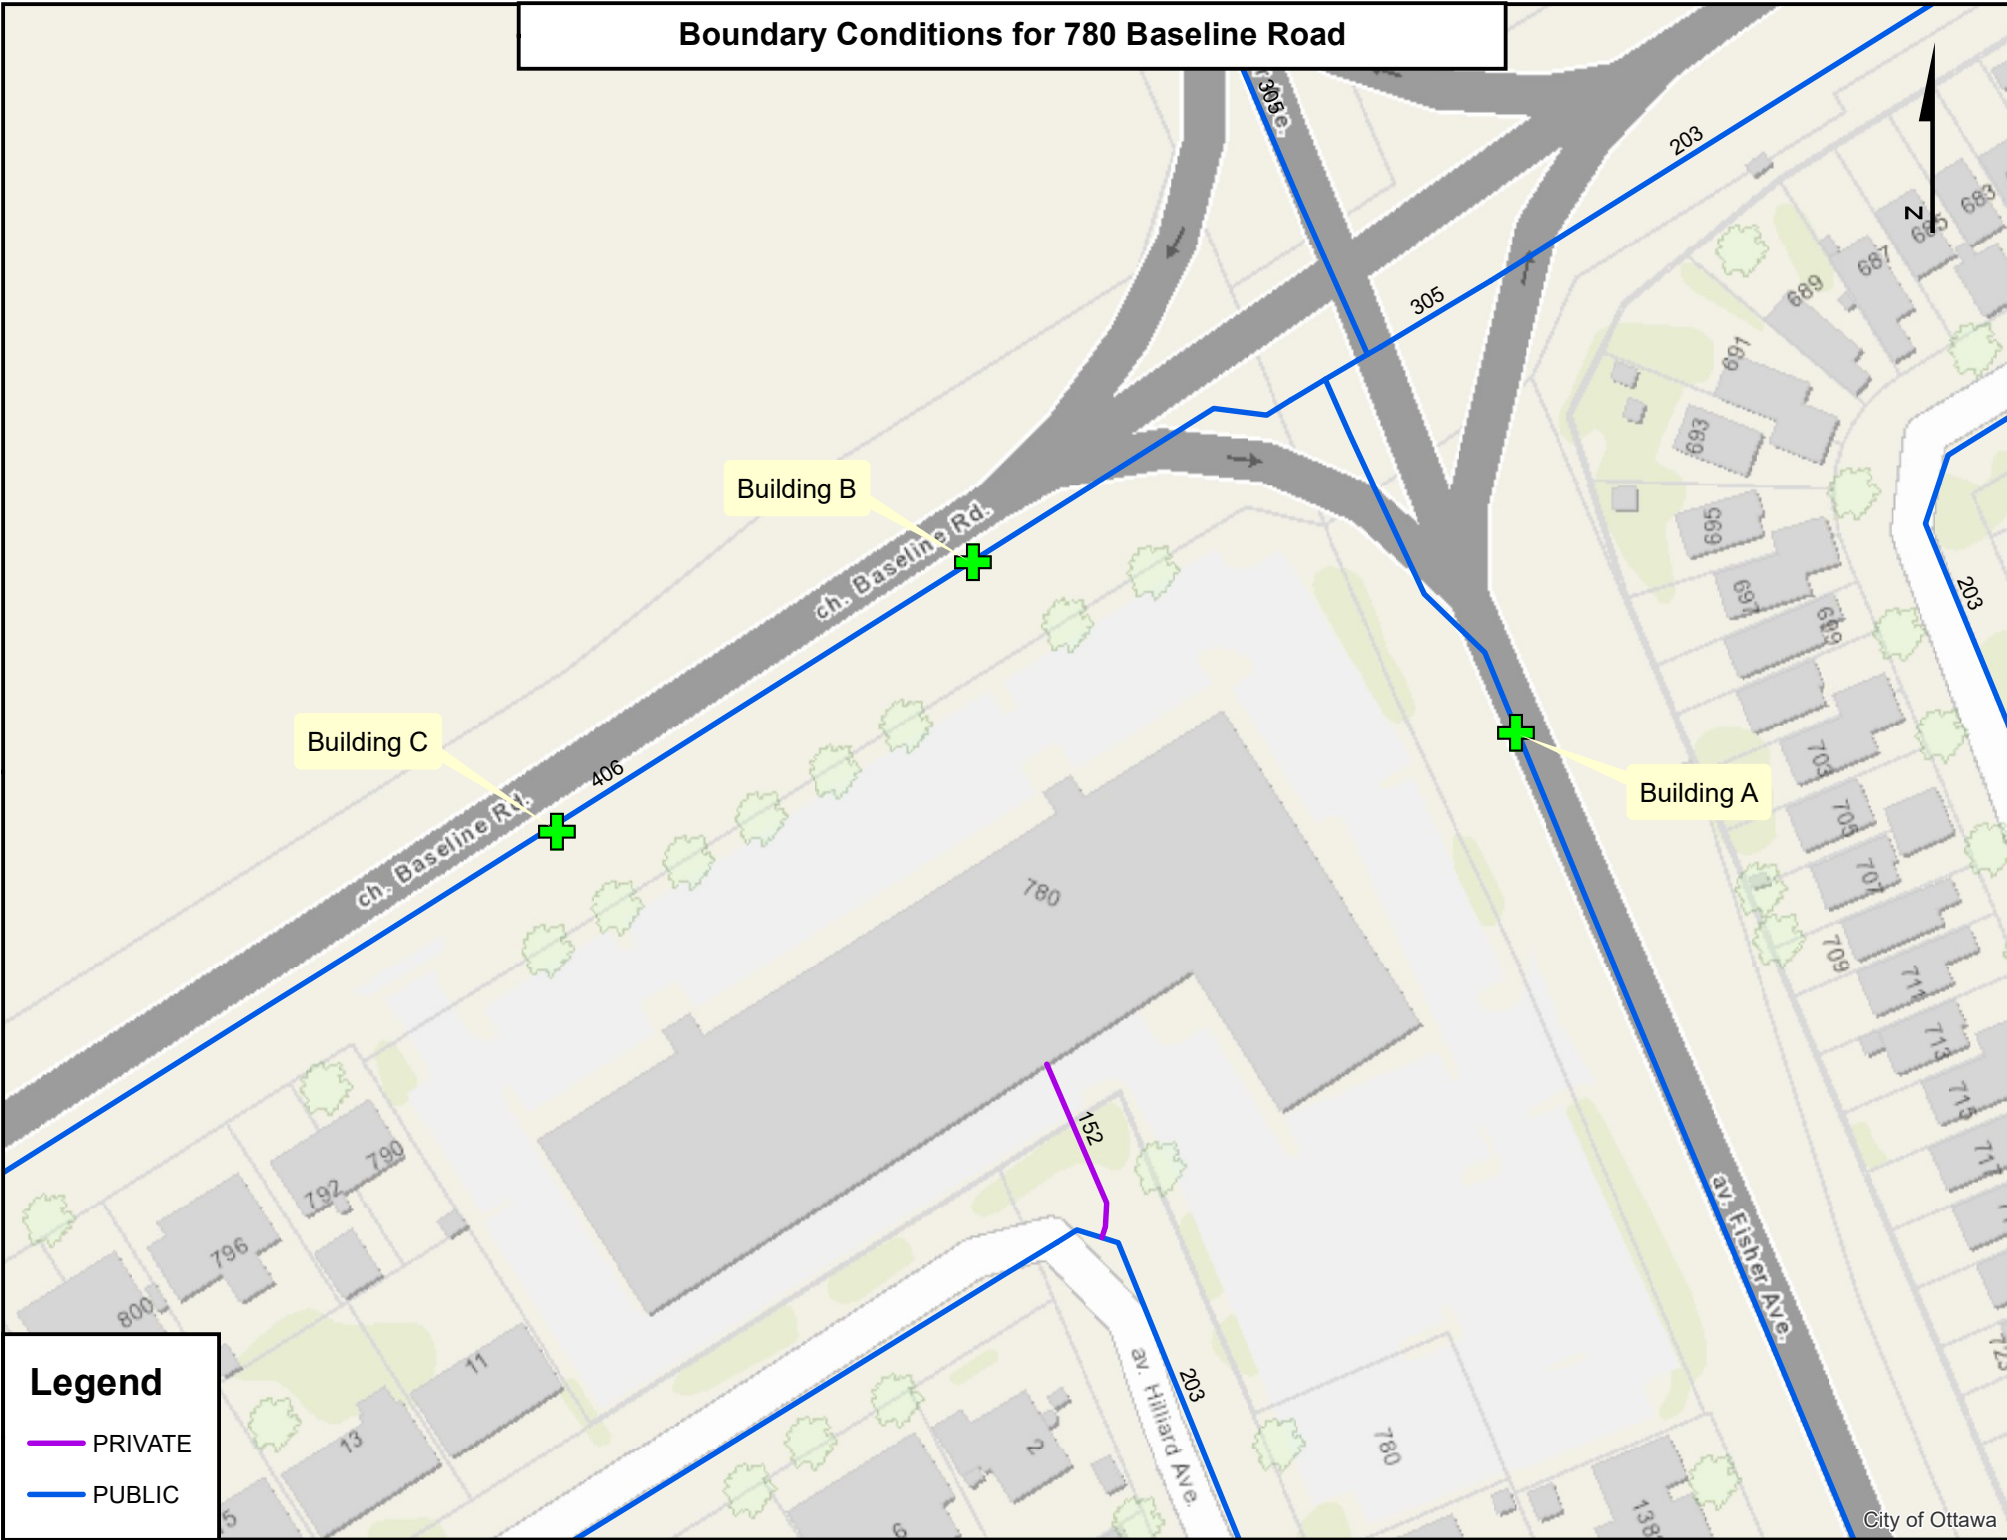 Boundary Conditions for 780 Baseline Road
305
203
305
N
683
685
687
689
691
693
695
697
699
203
Building B
ch. Baseline Rd.
Building C
406
ch. Baseline Rd.
Building A
703
705
707
709
711
713
715
717
780
152
790
792
796
800
av. Fisher Ave.
av. Hilliard Ave.
203
11
13
2
6
780
Legend
PRIVATE
PUBLIC
City of Ottawa